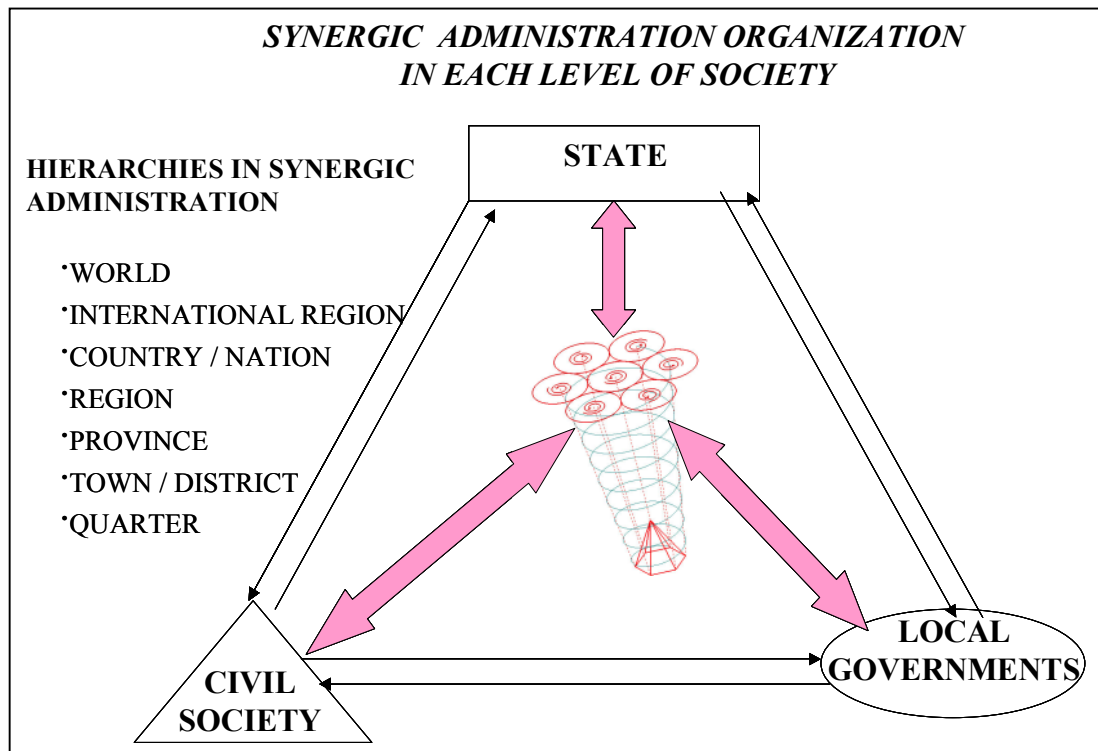 SYNERGIC ADMINISTRATION ORGANIZATION
IN EACH LEVEL OF SOCIETY
STATE
HIERARCHIES IN SYNERGIC
ADMINISTRATION
·WORLD
·INTERNATIONAL REGION
·COUNTRY / NATION
·REGION
·PROVINCE
·TOWN / DISTRICT
·QUARTER
CIVIL
SOCIETY
LOCAL
GOVERNMENTS